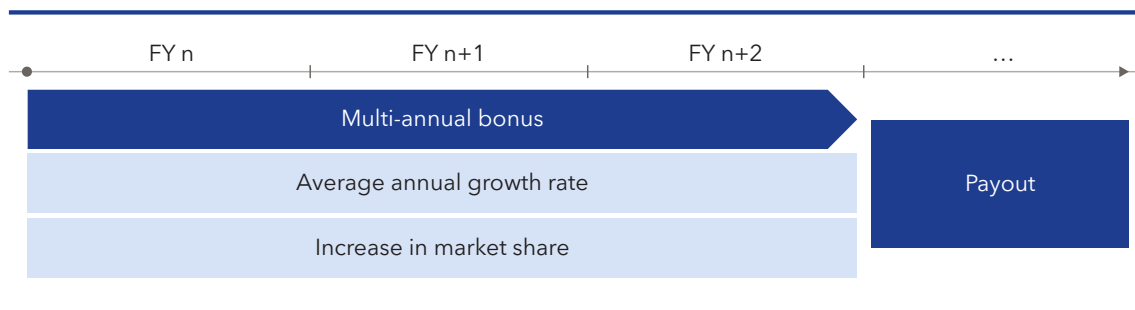 FY n FY n+1 FY n+2 ...
Multi-annual bonus
Average annual growth rate
Payout
Increase in market share